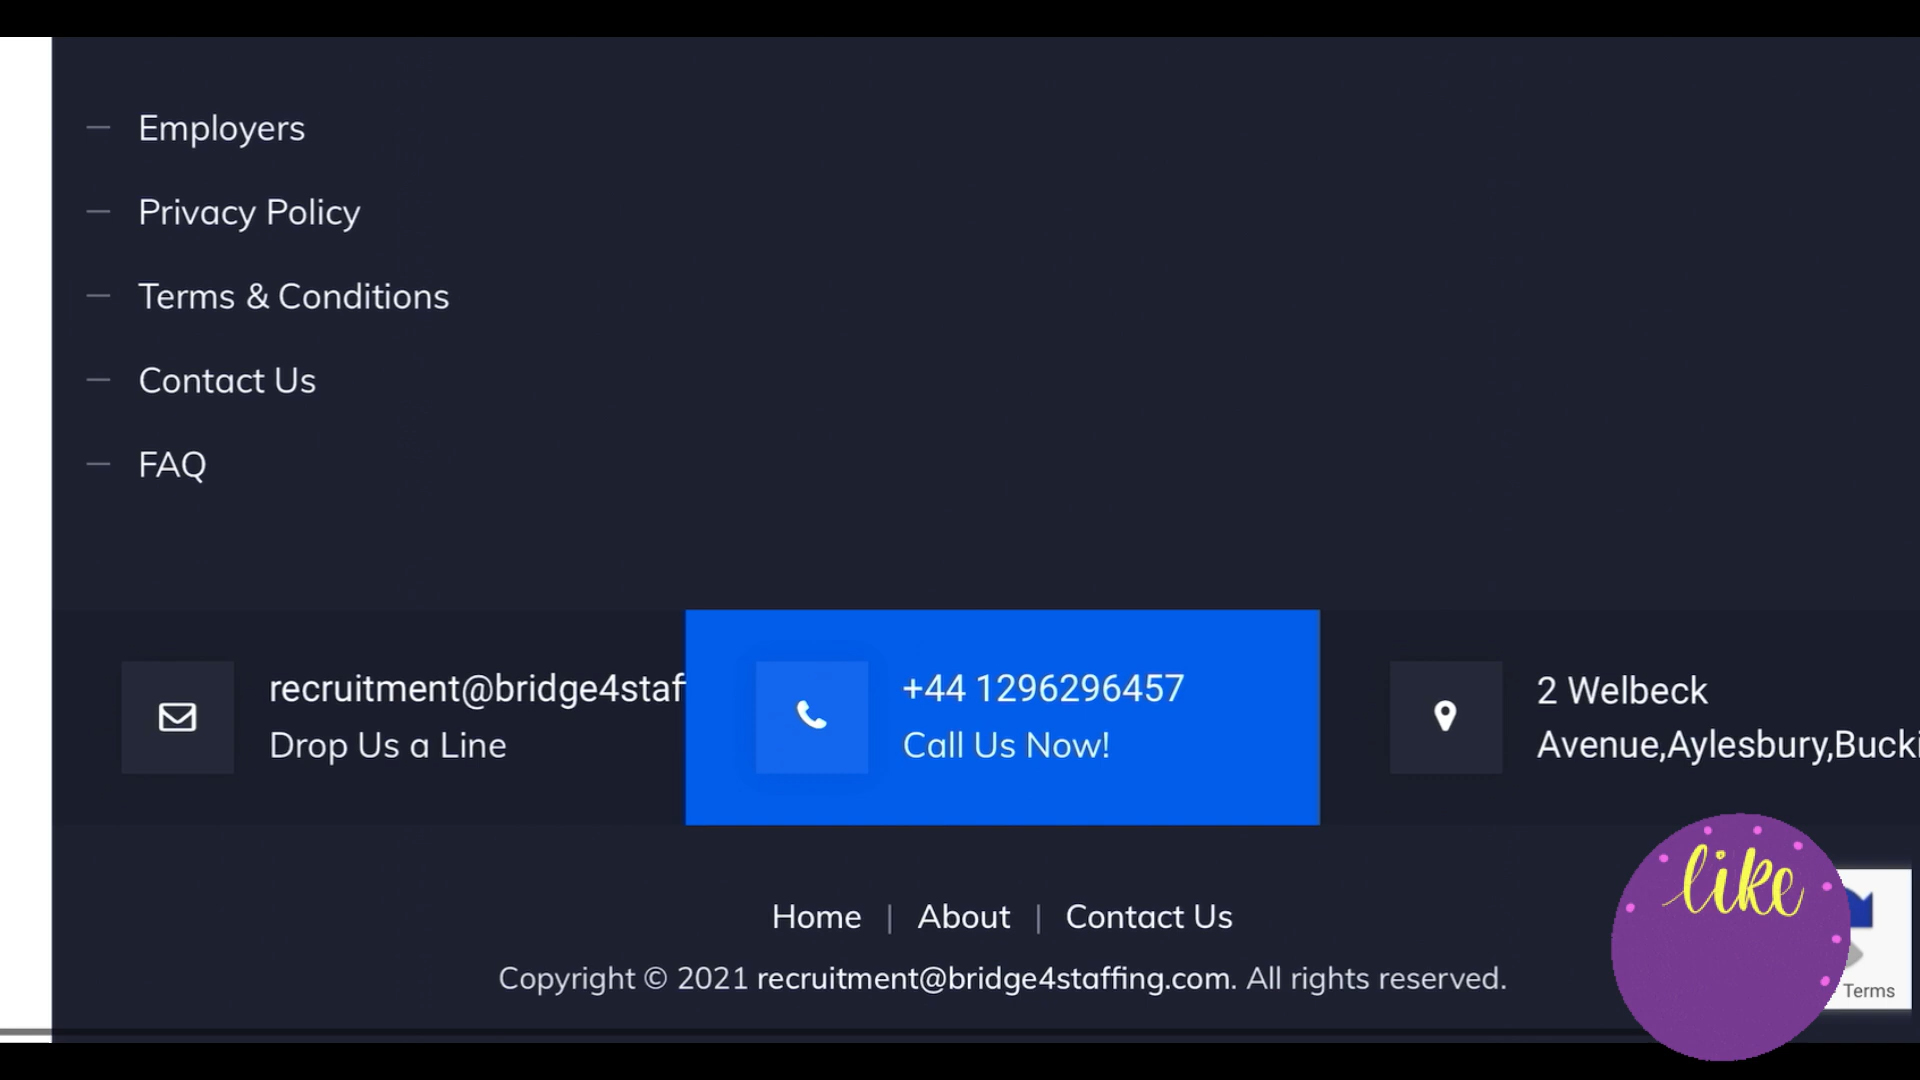 Employers
Privacy Policy
Terms & Conditions
Contact Us
FAQ
recruitment@bridge4staf
Drop Us a Line
+44 1296296457
Call Us Now!
2 Welbeck
Avenue,Aylesbury,Bucki
Home | About | Contact Us
Copyright © 2021 recruitment@bridge4staffing.com. All rights reserved.
like
Terms